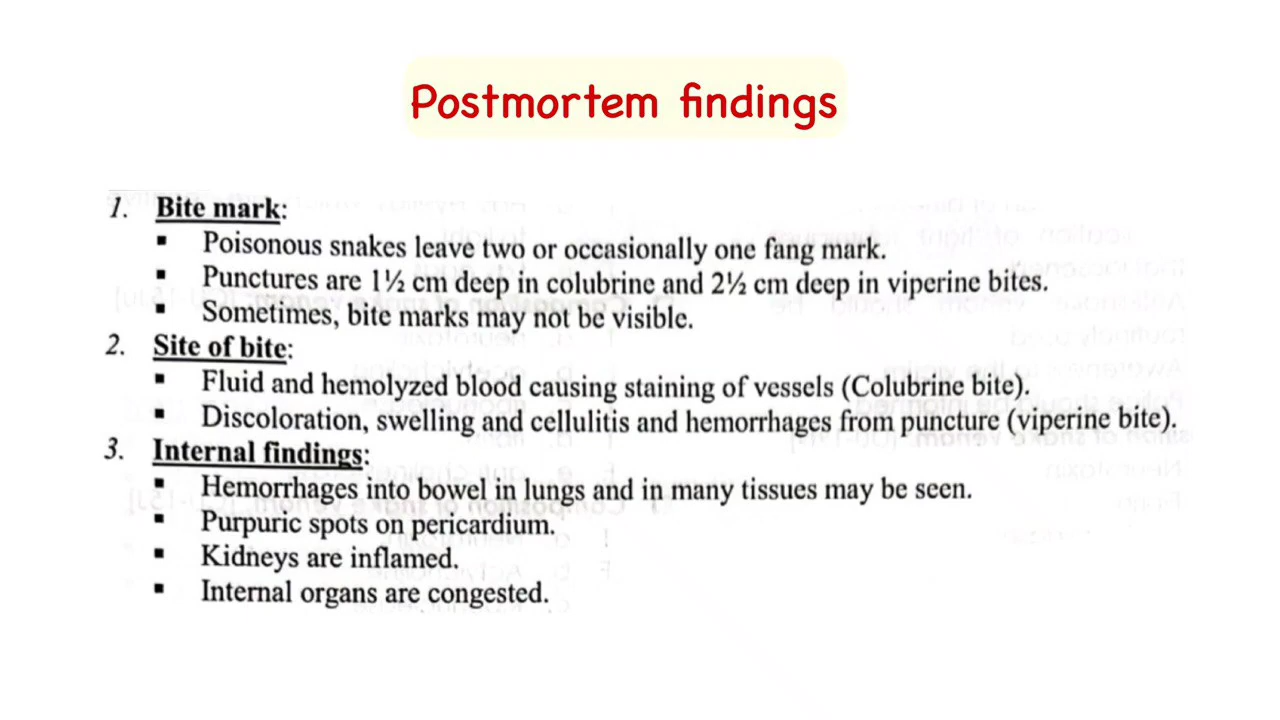 Postmortem findings
1. Bite mark:
▪ Poisonous snakes leave two or occasionally one fang mark.
▪ Punctures are 1½ cm deep in colubrine and 2½ cm deep in viperine bites.
▪ Sometimes, bite marks may not be visible.
2. Site of bite:
▪ Fluid and hemolyzed blood causing staining of vessels (Colubrine bite).
▪ Discoloration, swelling and cellulitis and hemorrhages from puncture (viperine bite).
3. Internal findings:
▪ Hemorrhages into bowel in lungs and in many tissues may be seen.
▪ Purpuric spots on pericardium.
▪ Kidneys are inflamed.
▪ Internal organs are congested.